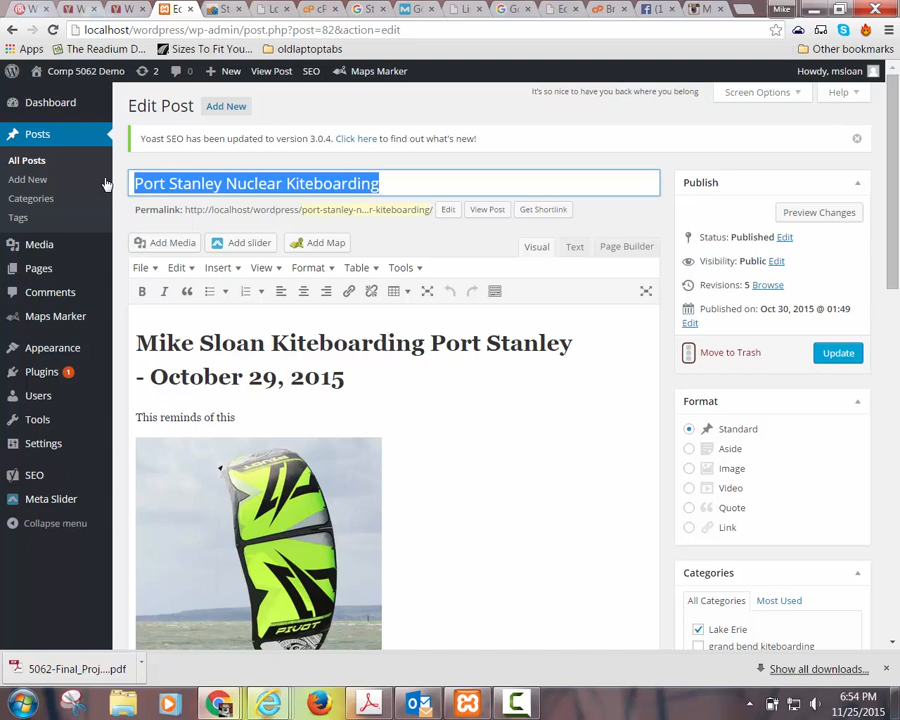 W
W
W
Ec
St
Lc
cP
G St
G
Li
G
Ec
Br
(1
M
Mike
localhost/wordpress/wp-admin/post.php?post=82&action=edit
Apps The Readium D... Sizes To Fit You oldlaptoptabs Other bookmarks
Comp 5062 Demo 2 0 New View Post SEO Maps Marker Howdy, msloan
It's so nice to have you back where you belong Screen Options Help
Dashboard
Edit Post Add New
Posts
Yoast SEO has been updated to version 3.0.4. Click here to find out what's new!
All Posts
Add New
Categories
Tags
Media
Pages
Comments
Maps Marker
Appearance
Plugins 1
Users
Tools
Settings
SEO
Meta Slider
Collapse menu
Port Stanley Nuclear Kiteboarding
Permalink: http://localhost/wordpress/port-stanley-n...r-kiteboarding/ Edit View Post Get Shortlink
Add Media Add slider Add Map Visual Text Page Builder
File Edit Insert View Format Table Tools
B I
Mike Sloan Kiteboarding Port Stanley
- October 29, 2015
This reminds of this
PIVOT
Publish
Preview Changes
Status: Published Edit
Visibility: Public Edit
Revisions: 5 Browse
Published on: Oct 30, 2015 @ 01:49
Edit
Move to Trash Update
Format
Standard
Aside
Image
Video
Quote
Link
Categories
All Categories Most Used
Lake Erie
grand bend kiteboarding
5062-Final_Proj....pdf Show all downloads...
6:54 PM
11/25/2015